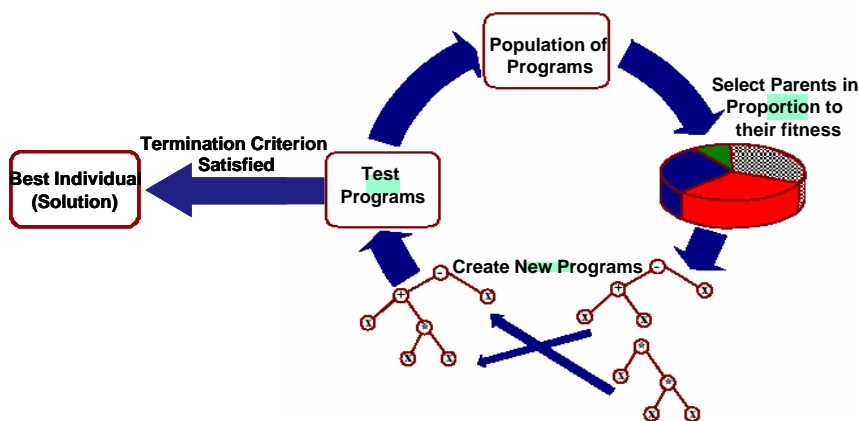 Population of
Programs
Select Parents in
Proportion to
their fitness
Termination Criterion
Satisfied
Best Individual
(Solution)
Test
Programs
Create New Programs
-
+
x
x
*
x
x
-
+
x
x
x
*
x
*
x
x